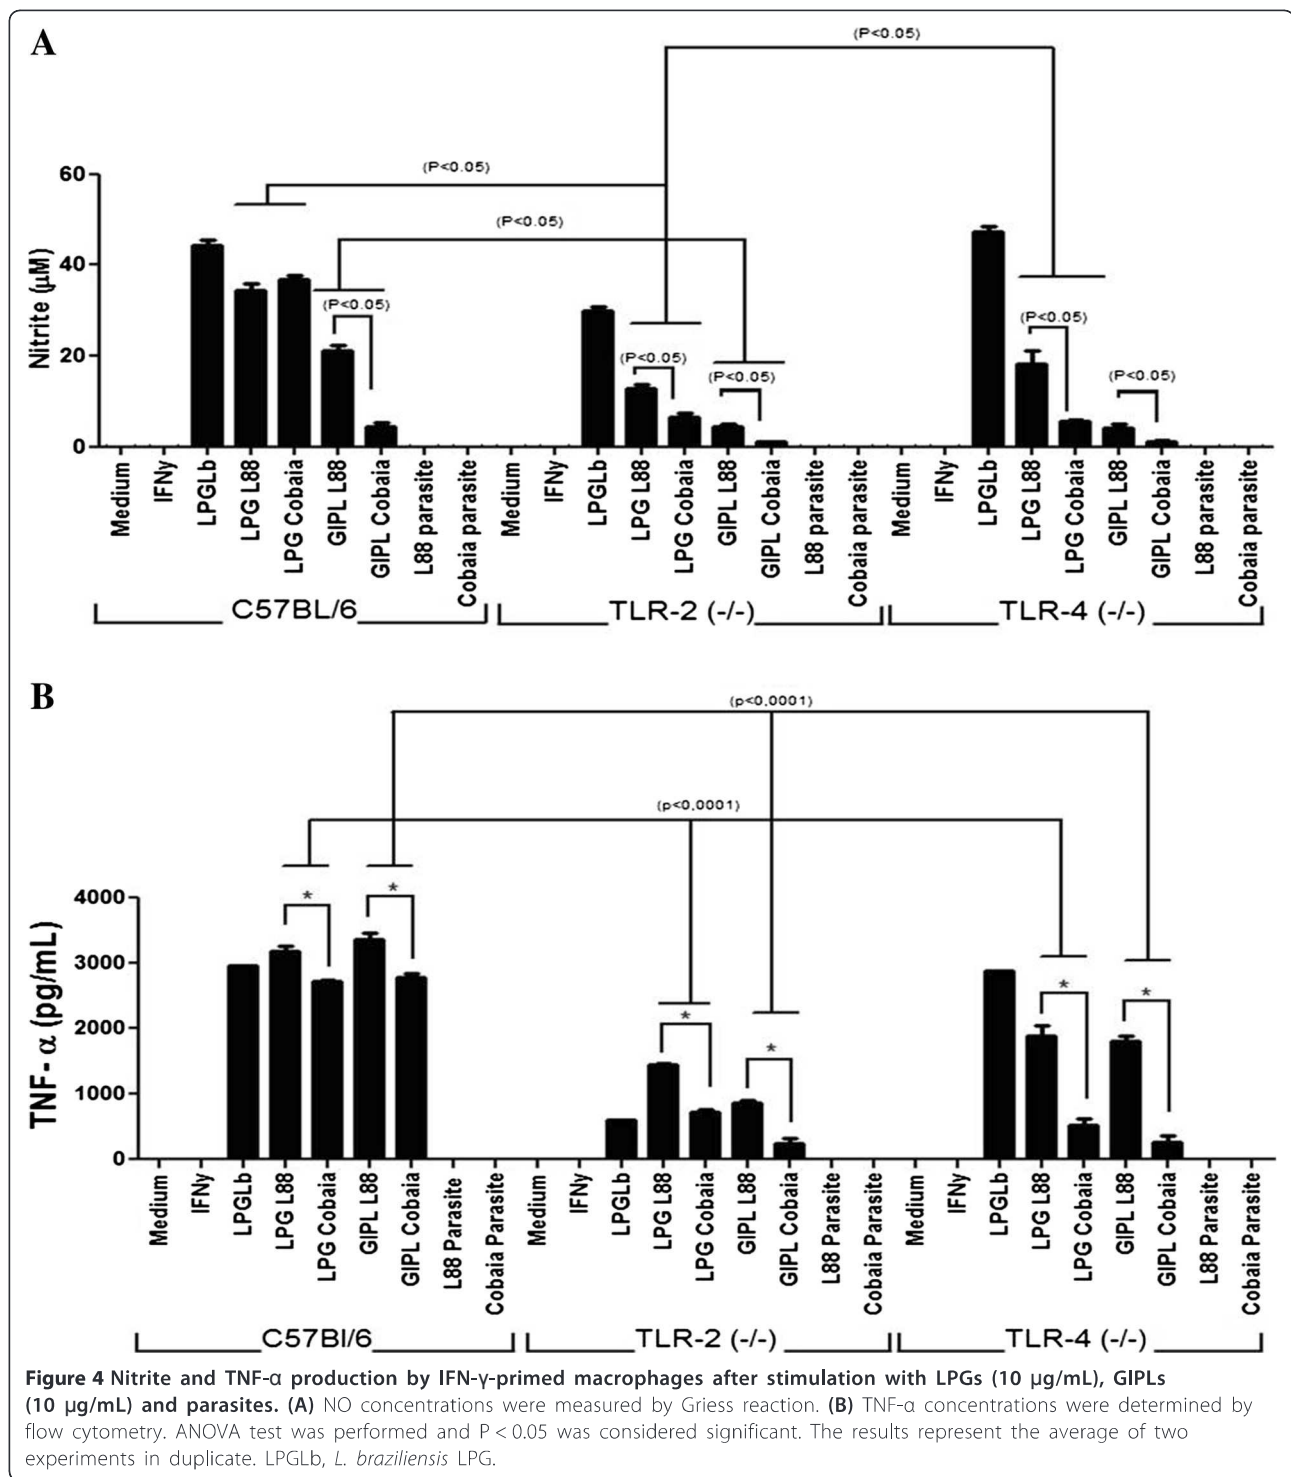 A
(P<0.05)
(P<0.05)
(P<0.05)
(P<0.05)
(P<0.05)
(P<0.05)
(P<0.05)
(P<0.05)
Nitrite (μM)
60
40
20
0
Medium
IFNy
LPGLb
LPG L88
LPG Cobaia
GIPL L88
GIPL Cobaia
L88 parasite
Cobaia parasite
Medium
IFNy
LPGLb
LPG L88
LPG Cobaia
GIPL L88
GIPL Cobaia
L88 parasite
Cobaia parasite
Medium
IFNy
LPGLb
LPG L88
LPG Cobaia
GIPL L88
GIPL Cobaia
L88 parasite
Cobaia parasite
C57BL/6
TLR-2 (-/-)
TLR-4 (-/-)
B
(p<0,0001)
(p<0,0001)
*
*
*
*
*
*
TNF- α (pg/mL)
4000
3000
2000
1000
0
Medium
IFNy
LPGLb
LPG L88
LPG Cobaia
GIPL L88
GIPL Cobaia
L88 Parasite
Cobaia Parasite
Medium
IFNy
LPGLb
LPG L88
LPG Cobaia
GIPL L88
GIPL Cobaia
L88 Parasite
Cobaia Parasite
Medium
IFNy
LPGLb
LPG L88
LPG Cobaia
GIPL L88
GIPL Cobaia
L88 Parasite
Cobaia Parasite
C57Bl/6
TLR-2 (-/-)
TLR-4 (-/-)
Figure 4 Nitrite and TNF-α production by IFN-γ-primed macrophages after stimulation with LPGs (10 μg/mL), GIPLs
(10 μg/mL) and parasites. (A) NO concentrations were measured by Griess reaction. (B) TNF-α concentrations were determined by
flow cytometry. ANOVA test was performed and P < 0.05 was considered significant. The results represent the average of two
experiments in duplicate. LPGLb, L. braziliensis LPG.